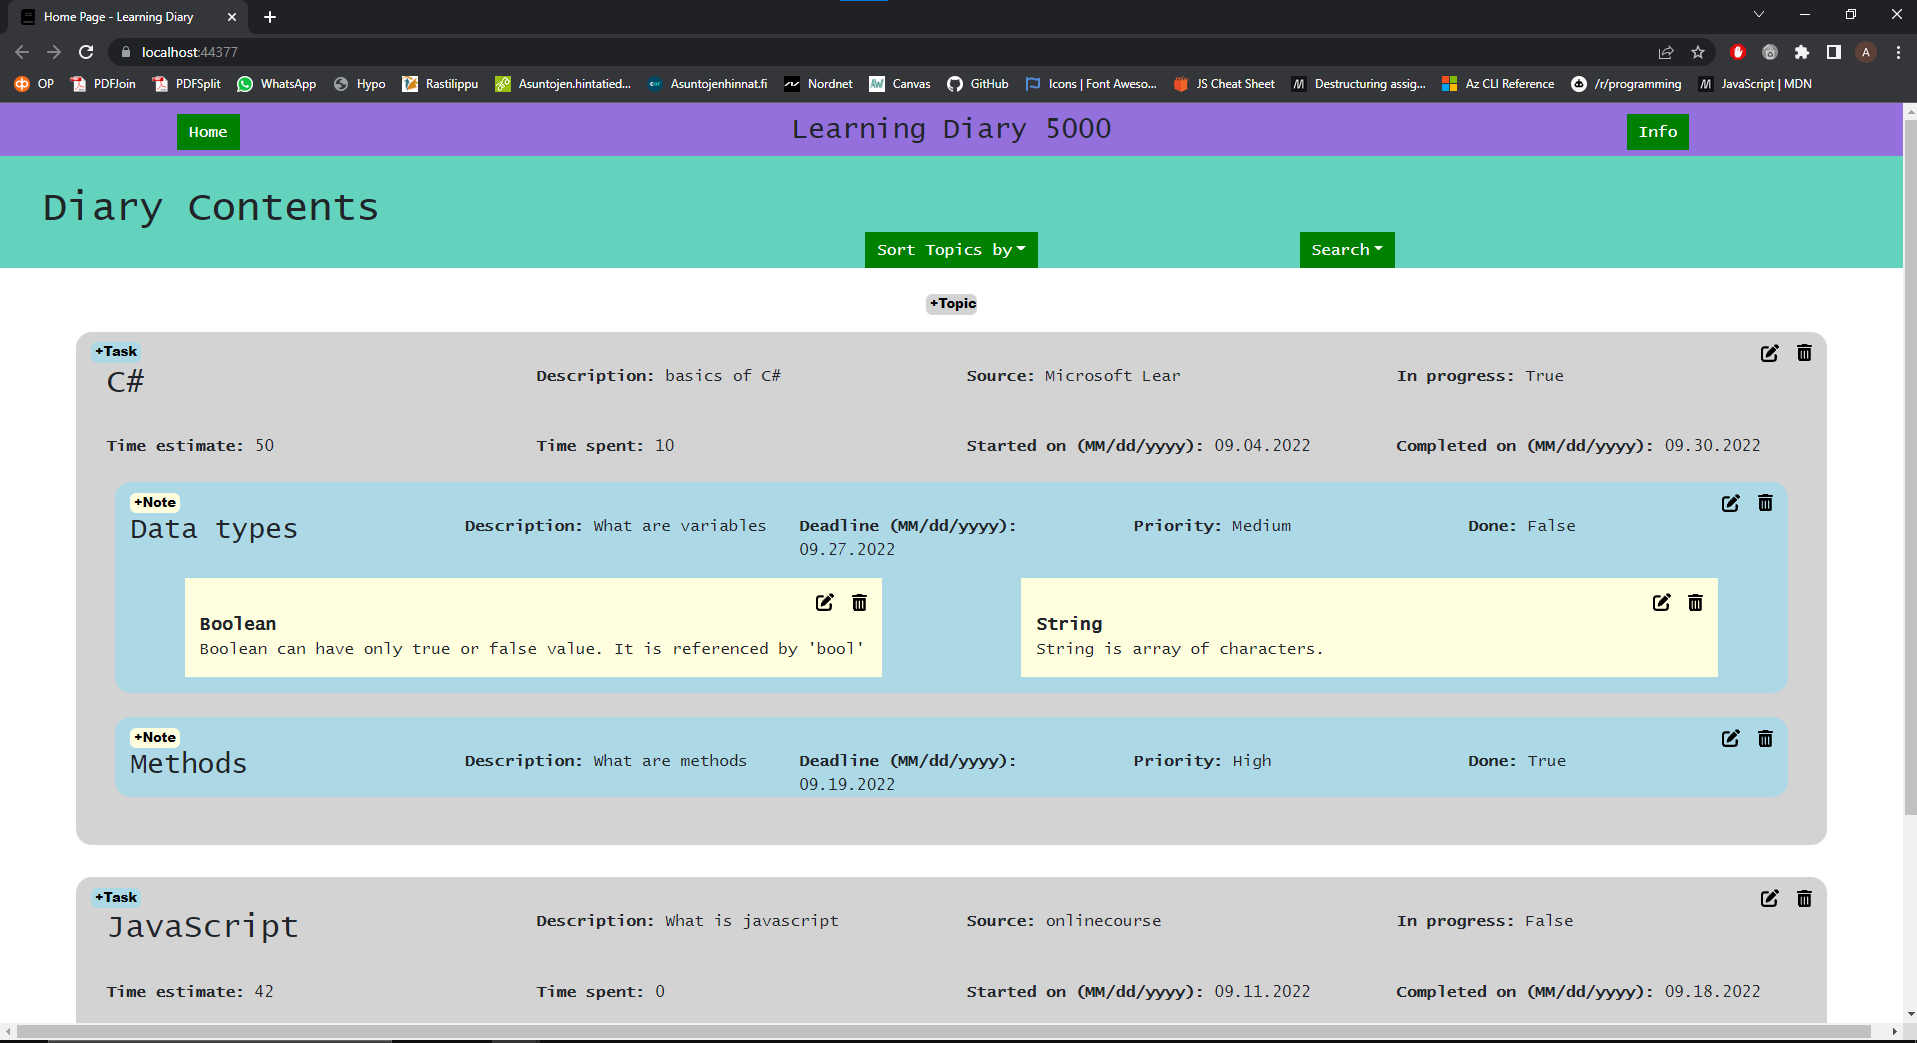 Home Page - Learning Diary
localhost:44377
OP PDFJoin PDFSplit WhatsApp Hypo Rastilippu Asuntojen.hintatied... Asuntojenhinnat.fi Nordnet Canvas GitHub Icons | Font Aweso... JS Cheat Sheet Destructuring assig... Az CLI Reference /r/programming JavaScript | MDN
Home Learning Diary 5000 Info
Diary Contents
Sort Topics by Search
+Topic
+Task
C# Description: basics of C# Source: Microsoft Lear In progress: True
Time estimate: 50 Time spent: 10 Started on (MM/dd/yyyy): 09.04.2022 Completed on (MM/dd/yyyy): 09.30.2022
+Note
Data types Description: What are variables Deadline (MM/dd/yyyy): Priority: Medium Done: False
09.27.2022
Boolean
Boolean can have only true or false value. It is referenced by 'bool'
String
String is array of characters.
+Note
Methods Description: What are methods Deadline (MM/dd/yyyy): Priority: High Done: True
09.19.2022
+Task
JavaScript Description: What is javascript Source: onlinecourse In progress: False
Time estimate: 42 Time spent: 0 Started on (MM/dd/yyyy): 09.11.2022 Completed on (MM/dd/yyyy): 09.18.2022